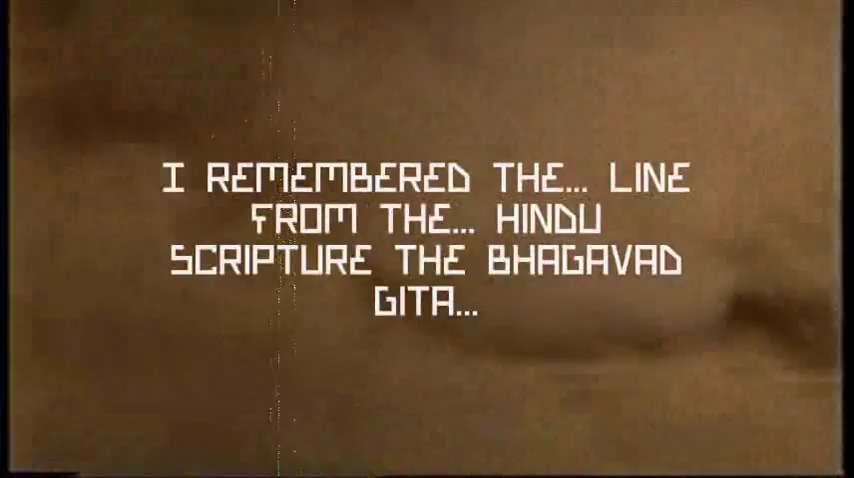 I REMEMBERED THE... LINE
FROM THE... HINDU
SCRIPTURE THE BHAGAVAD
GITA...